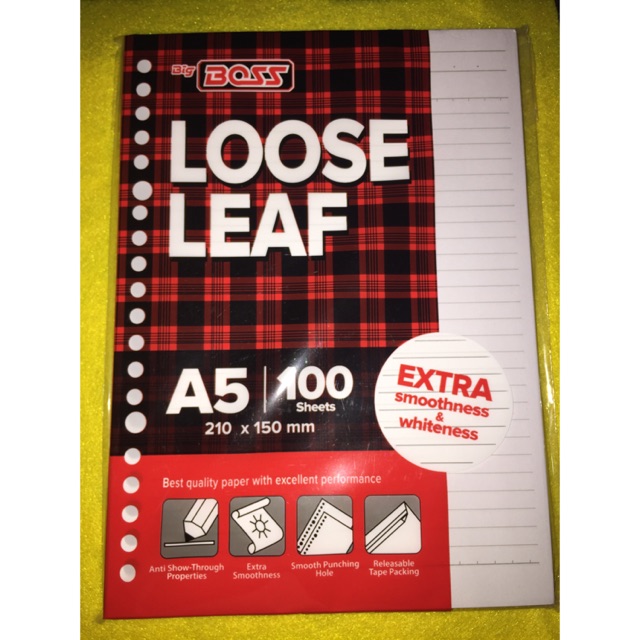 Big BOSS
LOOSE
LEAF
A5 | 100
Sheets
210 x 150 mm
EXTRA
smoothness
&
whiteness
Best quality paper with excellent performance
Anti Show-Through
Properties
Extra
Smoothness
Smooth Punching
Hole
Releasable
Tape Packing